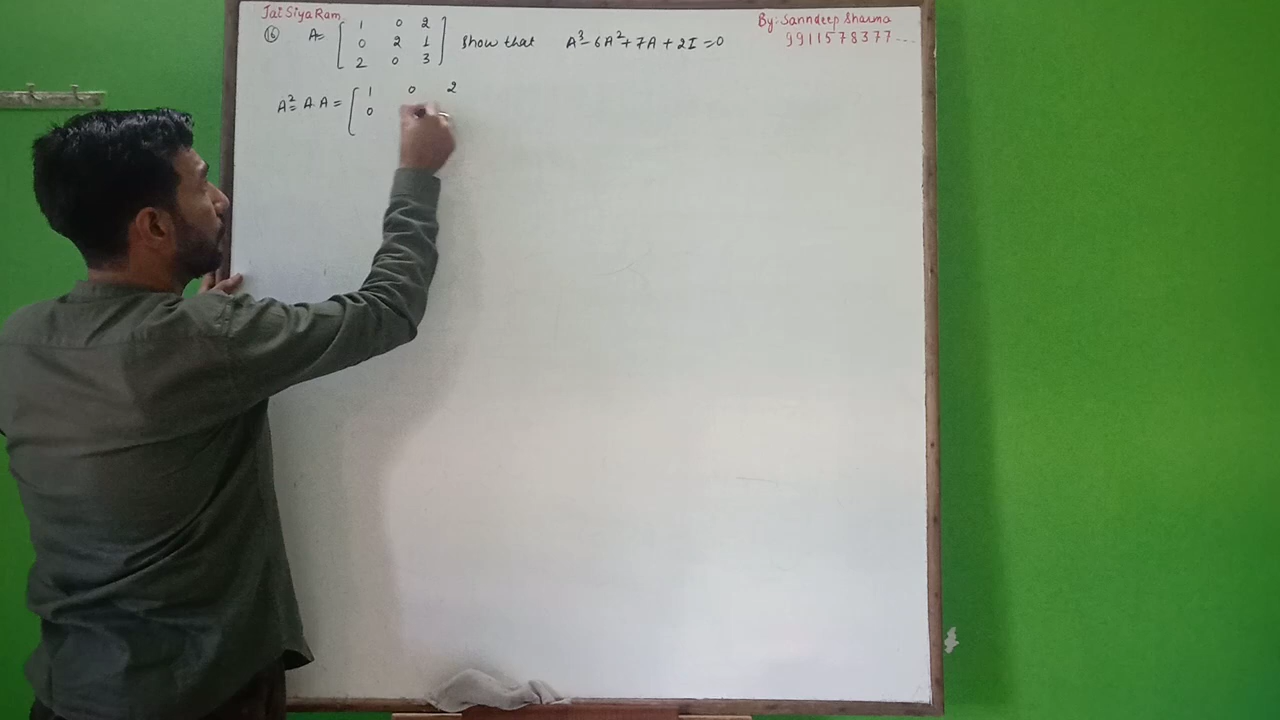 Jai Siya Ram
By: Sanndeep Sharma
9911578377...
(16) A = [ 1 0 2
0 2 1
2 0 3 ] Show that A³-6A²+7A+2I=0
A² = A.A = [ 1 0 2
0